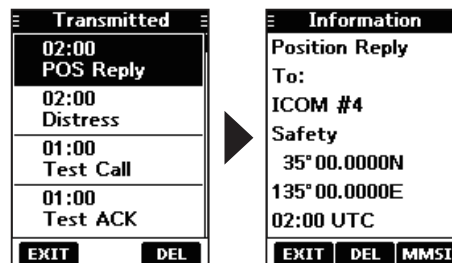 Transmitted
02:00
POS Reply
02:00
Distress
01:00
Test Call
01:00
Test ACK
EXIT DEL
Information
Position Reply
To:
ICOM #4
Safety
35°00.0000N
135°00.0000E
02:00 UTC
EXIT DEL MMSI